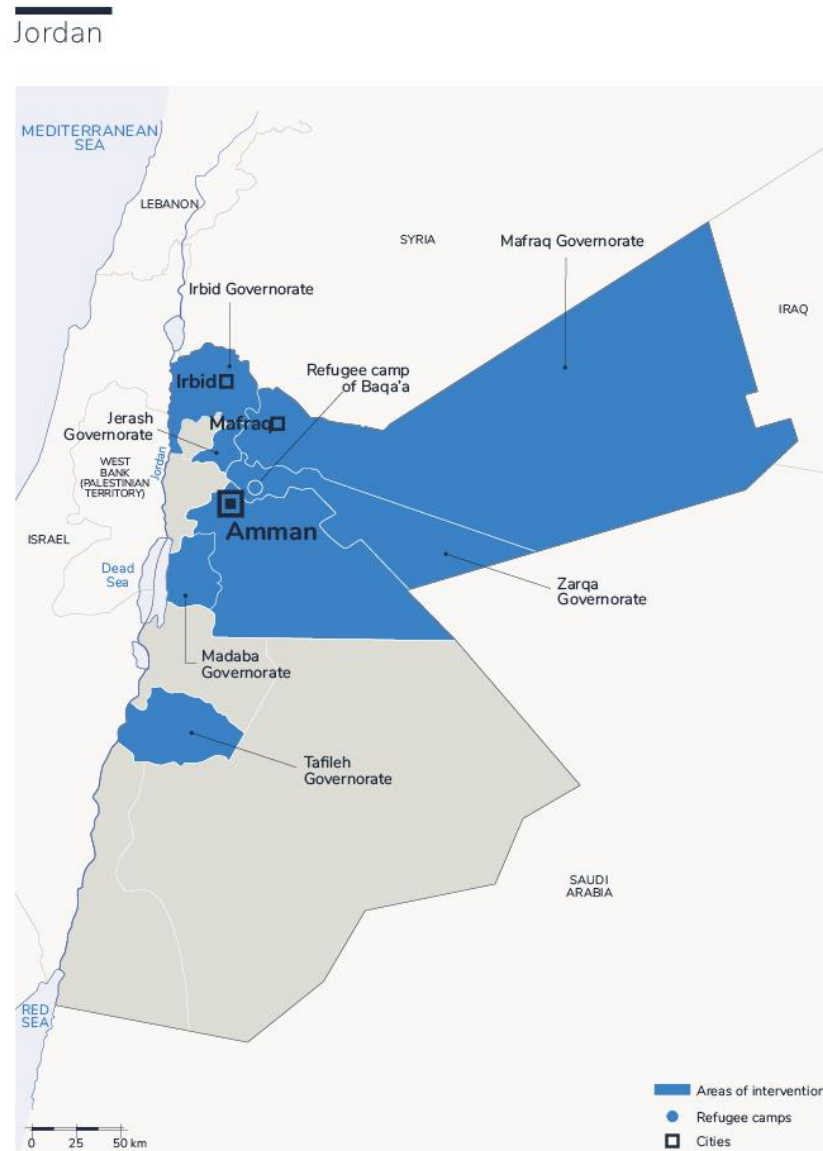 Jordan
MEDITERRANEAN
SEA
LEBANON
SYRIA
Mafraq Governorate
IRAQ
Irbid Governorate
Refugee camp
of Baqa'a
Irbid
Jerash
Governorate
Mafraq
WEST
BANK
(PALESTINIAN
TERRITORY)
Jordan
Amman
ISRAEL
Dead
Sea
Zarqa
Governorate
Madaba
Governorate
Tafileh
Governorate
SAUDI
ARABIA
RED
SEA
Areas of intervention
Refugee camps
Cities
0 25 50 km